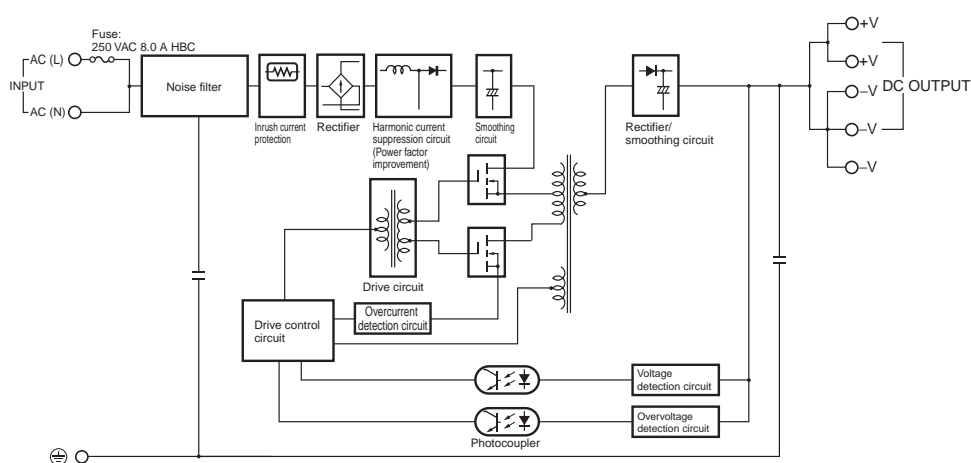 Fuse:
250 VAC 8.0 A HBC
AC (L)
INPUT
AC (N)
Noise filter
Inrush current
protection
Rectifier
Harmonic current
suppression circuit
(Power factor
improvement)
Smoothing
circuit
Rectifier/
smoothing circuit
+V
+V
–V
DC OUTPUT
–V
–V
Drive circuit
Drive control
circuit
Overcurrent
detection circuit
Voltage
detection circuit
Overvoltage
detection circuit
Photocoupler